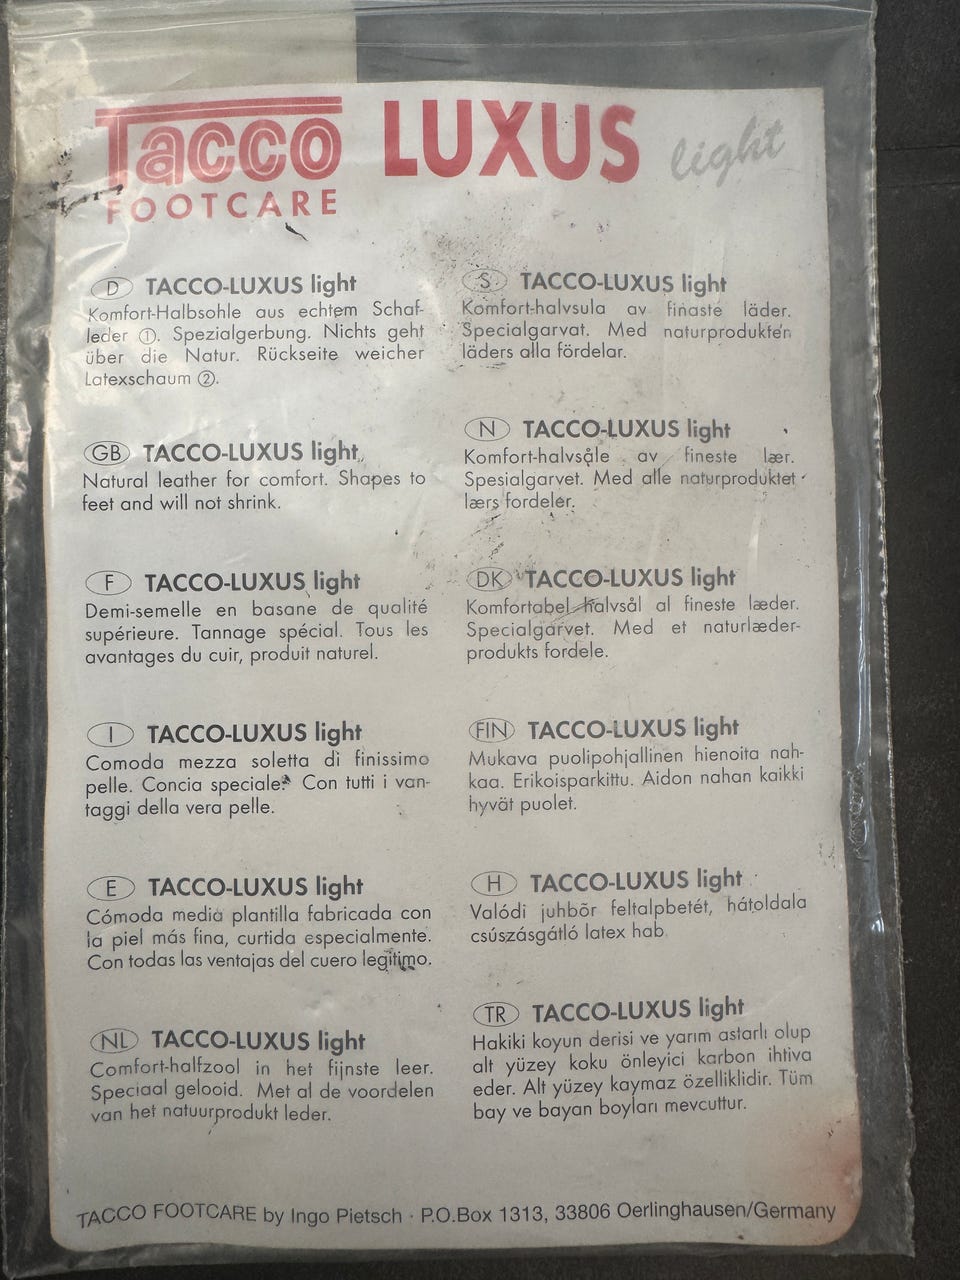 Tacco LUXUS light
FOOTCARE
D TACCO-LUXUS light
Komfort-Halbsohle aus echtem Schaf-
leder ①. Spezialgerbung. Nichts geht
über die Natur. Rückseite weicher
Latexschaum ②.
GB TACCO-LUXUS light
Natural leather for comfort. Shapes to
feet and will not shrink.
F TACCO-LUXUS light
Demi-semelle en basane de qualité
supérieure. Tannage spécial. Tous les
avantages du cuir, produit naturel.
I TACCO-LUXUS light
Comoda mezza soletta di finissimo
pelle. Concia speciale. Con tutti i van-
taggi della vera pelle.
E TACCO-LUXUS light
Cómoda media plantilla fabricada con
la piel más fina, curtida especialmente.
Con todas las ventajas del cuero legítimo.
NL TACCO-LUXUS light
Comfort-halfzool in het fijnste leer.
Speciaal gelooid. Met al de voordelen
van het natuurprodukt leder.
S TACCO-LUXUS light
Komfort-halvsula av finaste läder.
Specialgarvat. Med naturprodukten
läders alla fördelar.
N TACCO-LUXUS light
Komfort-halvsåle av fineste lær.
Spesialgarvet. Med alle naturproduktet
lærs fordeler.
DK TACCO-LUXUS light
Komfortabel halvsål al fineste læder.
Specialgarvet. Med et naturlæder-
produkts fordele.
FIN TACCO-LUXUS light
Mukava puolipohjallinen hienoita nah-
kaa. Erikoisparkittu. Aidon nahan kaikki
hyvät puolet.
H TACCO-LUXUS light
Valódi juhbőr feltalpbetét, hátoldala
csúszásgátló latex hab
TR TACCO-LUXUS light
Hakiki koyun derisi ve yarım astarlı olup
alt yüzey koku önleyici karbon ihtiva
eder. Alt yüzey kaymaz özelliklidir. Tüm
bay ve bayan boyları mevcuttur.
TACCO FOOTCARE by Ingo Pietsch · P.O.Box 1313, 33806 Oerlinghausen/Germany